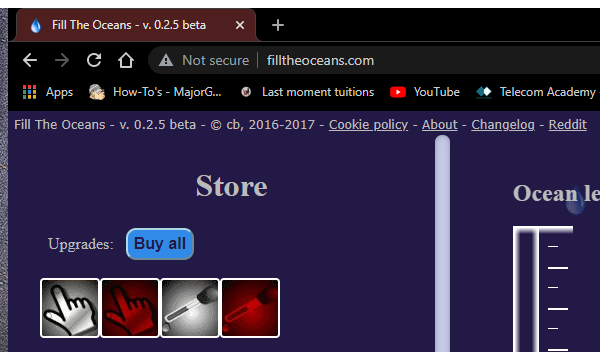 Fill The Oceans - v. 0.2.5 beta
Not secure filltheoceans.com
Apps How-To's - MajorG... Last moment tuitions YouTube Telecom Academy -
Fill The Oceans - v. 0.2.5 beta - © cb, 2016-2017 - Cookie policy - About - Changelog - Reddit
Store
Ocean le
Upgrades: Buy all